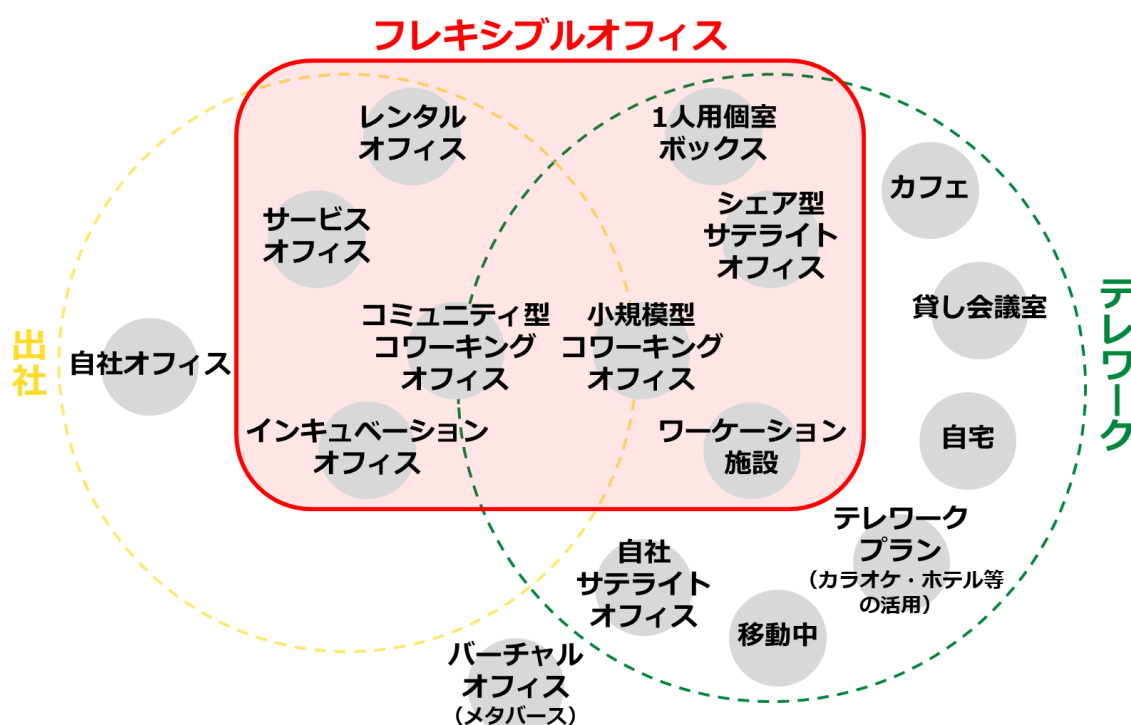 フレキシブルオフィス
レンタル
オフィス
1人用個室
ボックス
カフェ
サービス
オフィス
シェア型
サテライト
オフィス
貸し会議室
テレワーク
出社
自社オフィス
コミュニティ型
コワーキング
オフィス
小規模型
コワーキング
オフィス
インキュベーション
オフィス
ワーケーション
施設
自宅
テレワーク
プラン
（カラオケ・ホテル等
の活用）
自社
サテライト
オフィス
移動中
バーチャル
オフィス
（メタバース）